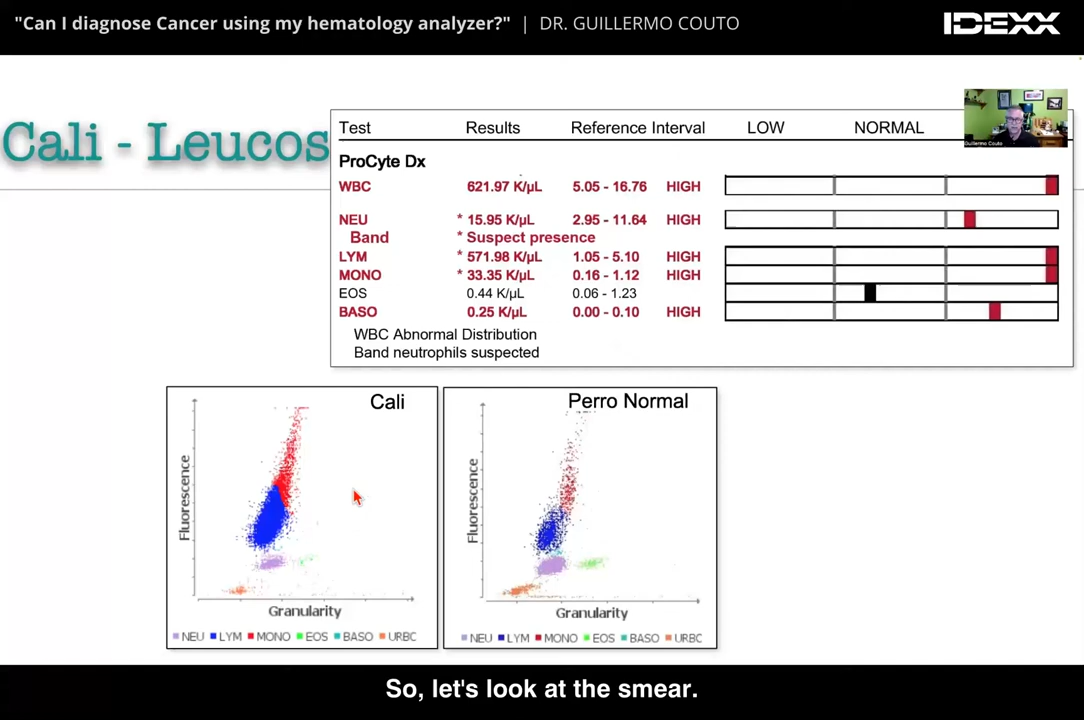 "Can I diagnose Cancer using my hematology analyzer?" | DR. GUILLERMO COUTO
IDEXX
Cali - Leucos
Test Results Reference Interval LOW NORMAL
ProCyte Dx
WBC 621.97 K/µL 5.05 - 16.76 HIGH
NEU * 15.95 K/µL 2.95 - 11.64 HIGH
Band * Suspect presence
LYM * 571.98 K/µL 1.05 - 5.10 HIGH
MONO * 33.35 K/µL 0.16 - 1.12 HIGH
EOS 0.44 K/µL 0.06 - 1.23
BASO 0.25 K/µL 0.00 - 0.10 HIGH
WBC Abnormal Distribution
Band neutrophils suspected
Guillermo Couto
Cali
Fluorescence
Granularity
NEU LYM MONO EOS BASO URBC
Perro Normal
Fluorescence
Granularity
NEU LYM MONO EOS BASO URBC
So, let's look at the smear.